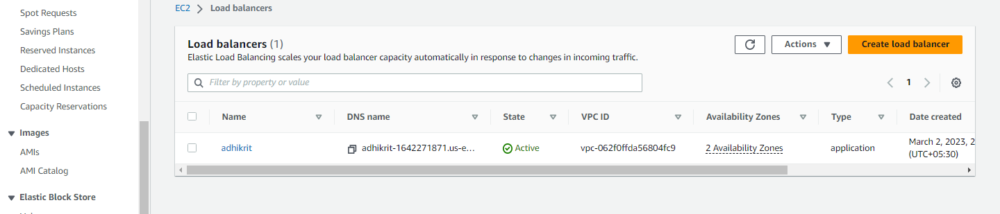 Spot Requests
Savings Plans
Reserved Instances
Dedicated Hosts
Scheduled Instances
Capacity Reservations
Images
AMIs
AMI Catalog
Elastic Block Store
EC2 > Load balancers
Load balancers (1)
Elastic Load Balancing scales your load balancer capacity automatically in response to changes in incoming traffic.
Actions
Create load balancer
Filter by property or value
1
Name DNS name State VPC ID Availability Zones Type Date created
adhikrit adhikrit-1642271871.us-e... Active vpc-062f0ffda56804fc9 2 Availability Zones application March 2, 2023, 2
(UTC+05:30)